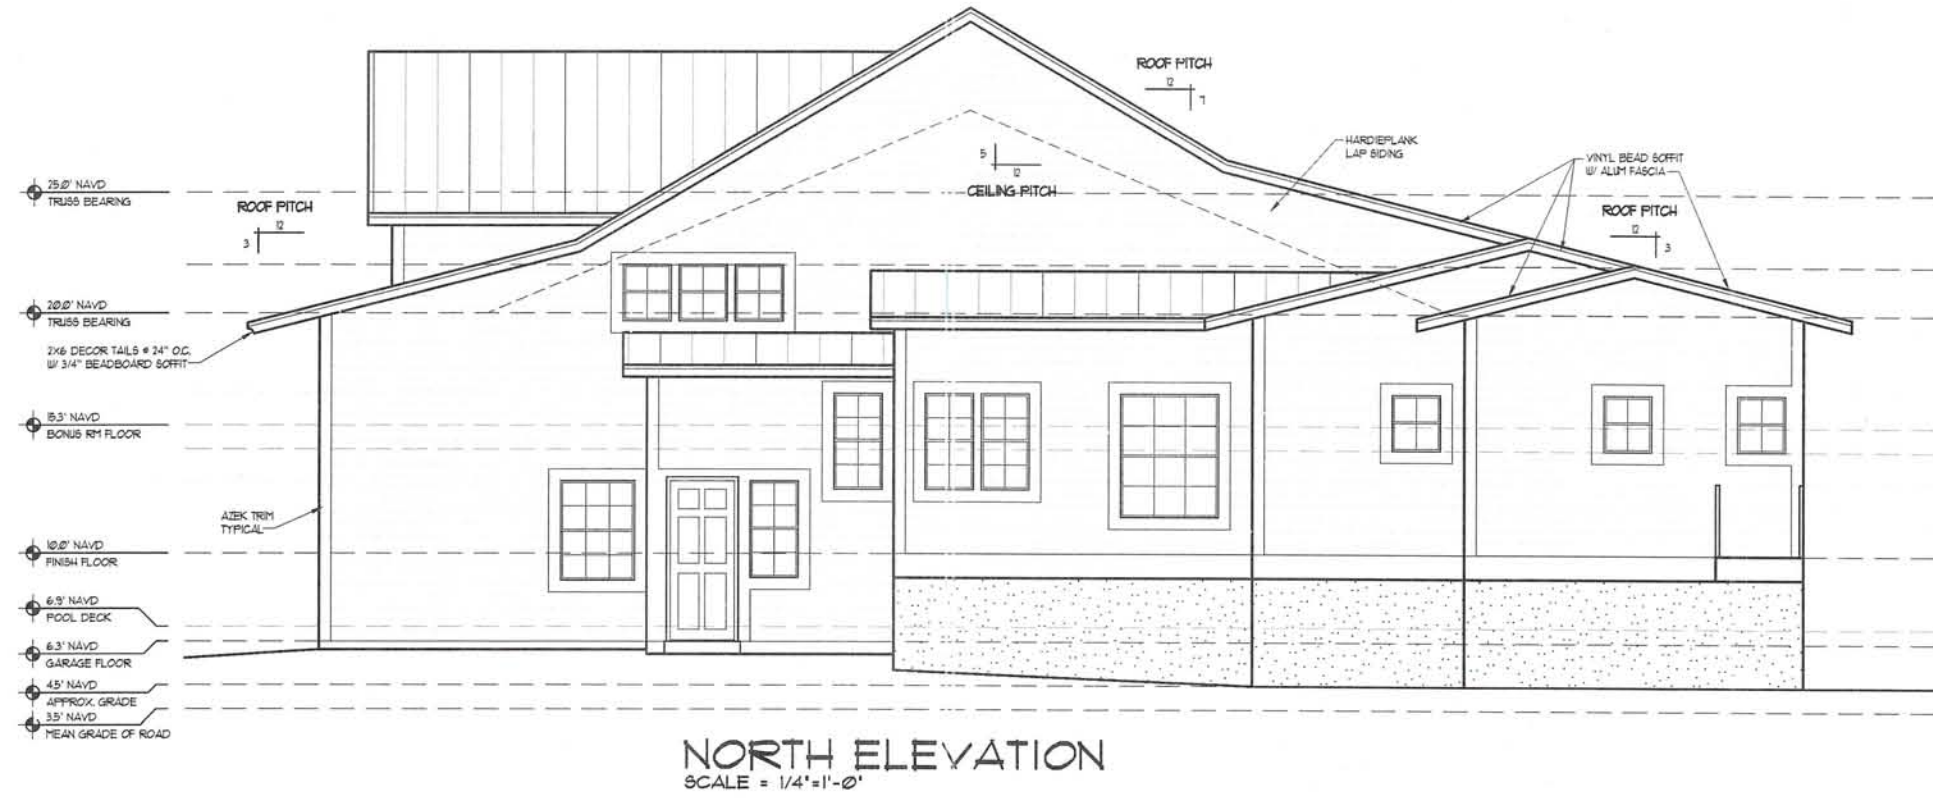 ROOF PITCH
12
7
HARDIEPLANK
LAP SIDING
5
12
CEILING PITCH
VINYL BEAD SOFFIT
W/ ALUM FASCIA
25.0' NAVD
TRUSS BEARING
ROOF PITCH
12
3
ROOF PITCH
12
3
20.0' NAVD
TRUSS BEARING
2X6 DECOR TAILS @ 24" O.C.
W/ 3/4" BEADBOARD SOFFIT
15.3' NAVD
BONUS RM FLOOR
AZEK TRIM
TYPICAL
10.0' NAVD
FINISH FLOOR
6.9' NAVD
POOL DECK
6.3' NAVD
GARAGE FLOOR
4.5' NAVD
APPROX. GRADE
3.5' NAVD
MEAN GRADE OF ROAD
NORTH ELEVATION
SCALE = 1/4"=1'-0"